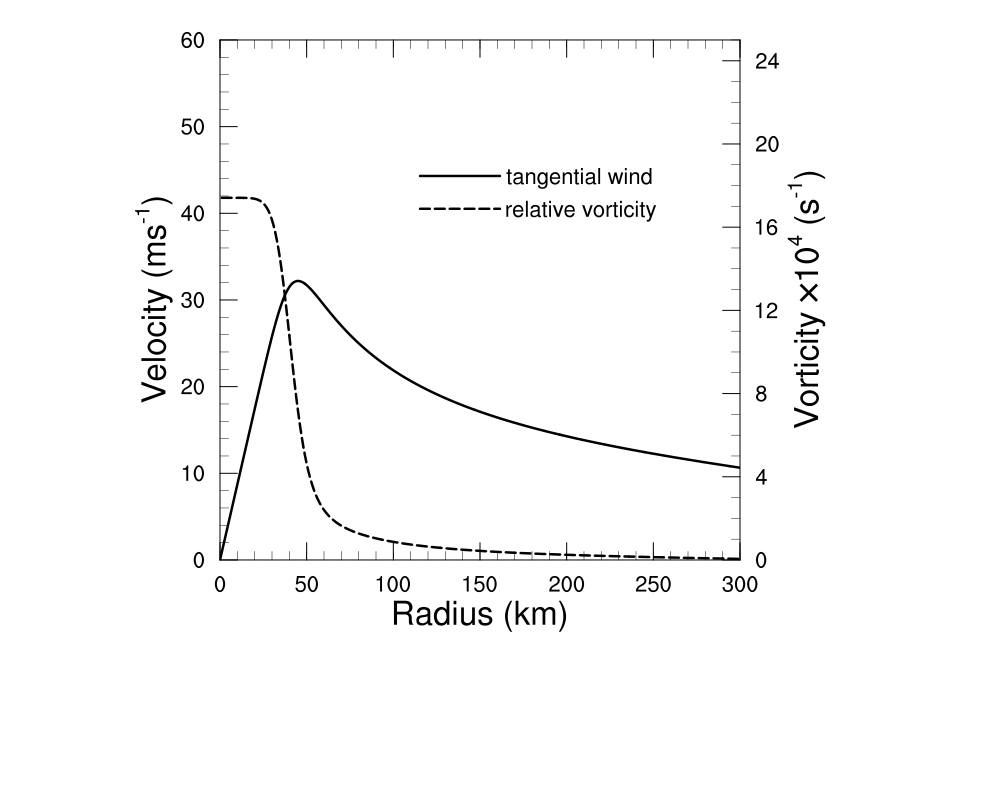 60
50
40
30
20
10
0
Velocity (ms⁻¹)
tangential wind
relative vorticity
24
20
16
12
8
4
0
Vorticity ×10⁴ (s⁻¹)
0 50 100 150 200 250 300
Radius (km)